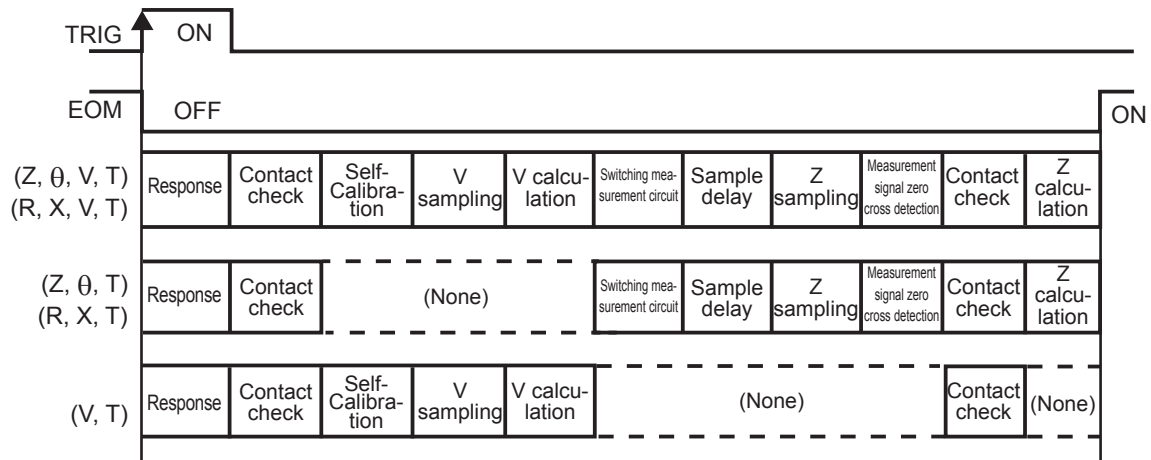 TRIG ON
EOM OFF ON
(Z, θ, V, T)
(R, X, V, T)
Response
Contact
check
Self-
Calibra-
tion
V
sampling
V calcu-
lation
Switching mea-
surement circuit
Sample
delay
Z
sampling
Measurement
signal zero
cross detection
Contact
check
Z
calcu-
lation
(Z, θ, T)
(R, X, T)
Response
Contact
check
(None)
Switching mea-
surement circuit
Sample
delay
Z
sampling
Measurement
signal zero
cross detection
Contact
check
Z
calcu-
lation
(V, T)
Response
Contact
check
Self-
Calibra-
tion
V
sampling
V calcu-
lation
(None)
Contact
check
(None)